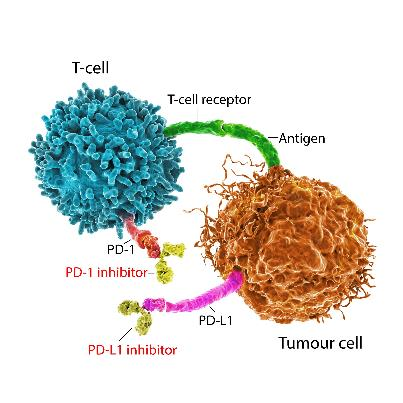 T-cell
T-cell receptor
Antigen
PD-1
PD-1 inhibitor
PD-L1
PD-L1 inhibitor
Tumour cell